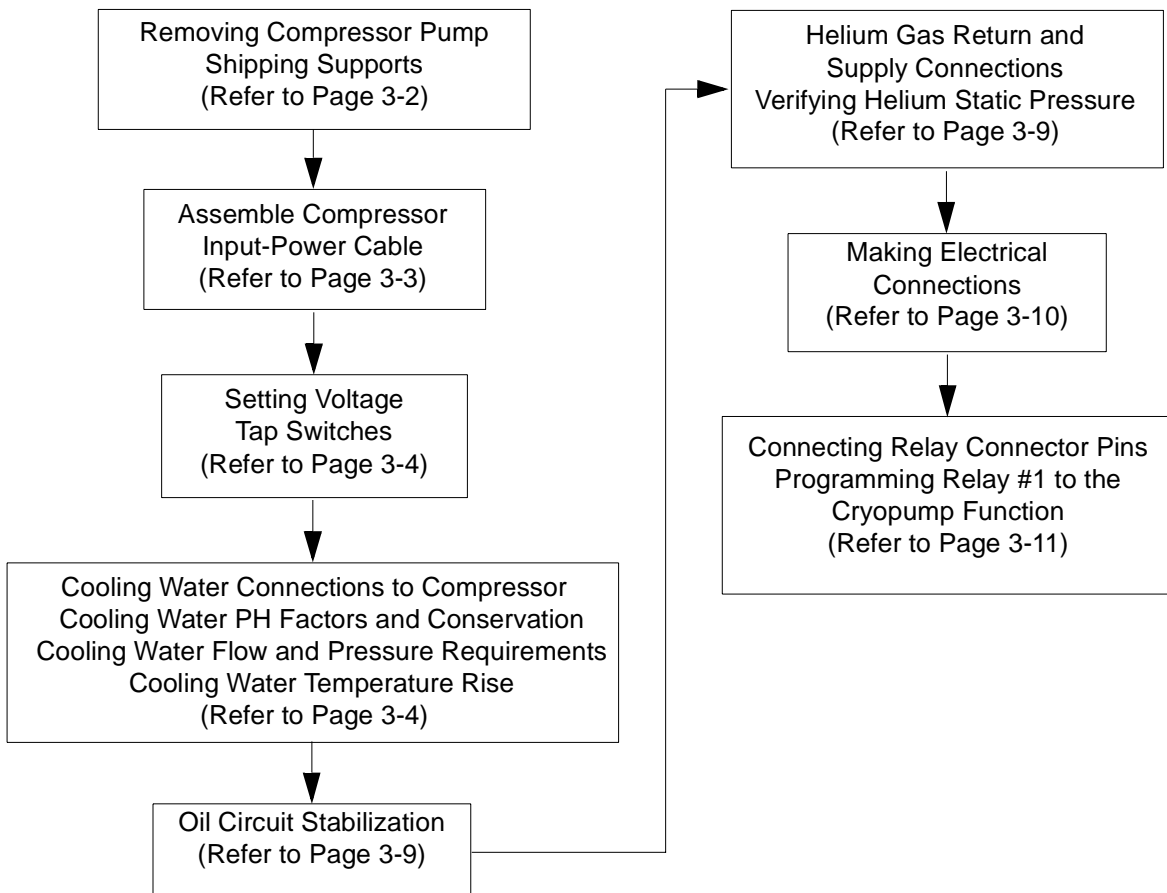 Removing Compressor Pump
Shipping Supports
(Refer to Page 3-2)
Assemble Compressor
Input-Power Cable
(Refer to Page 3-3)
Setting Voltage
Tap Switches
(Refer to Page 3-4)
Cooling Water Connections to Compressor
Cooling Water PH Factors and Conservation
Cooling Water Flow and Pressure Requirements
Cooling Water Temperature Rise
(Refer to Page 3-4)
Oil Circuit Stabilization
(Refer to Page 3-9)
Helium Gas Return and
Supply Connections
Verifying Helium Static Pressure
(Refer to Page 3-9)
Making Electrical
Connections
(Refer to Page 3-10)
Connecting Relay Connector Pins
Programming Relay #1 to the
Cryopump Function
(Refer to Page 3-11)